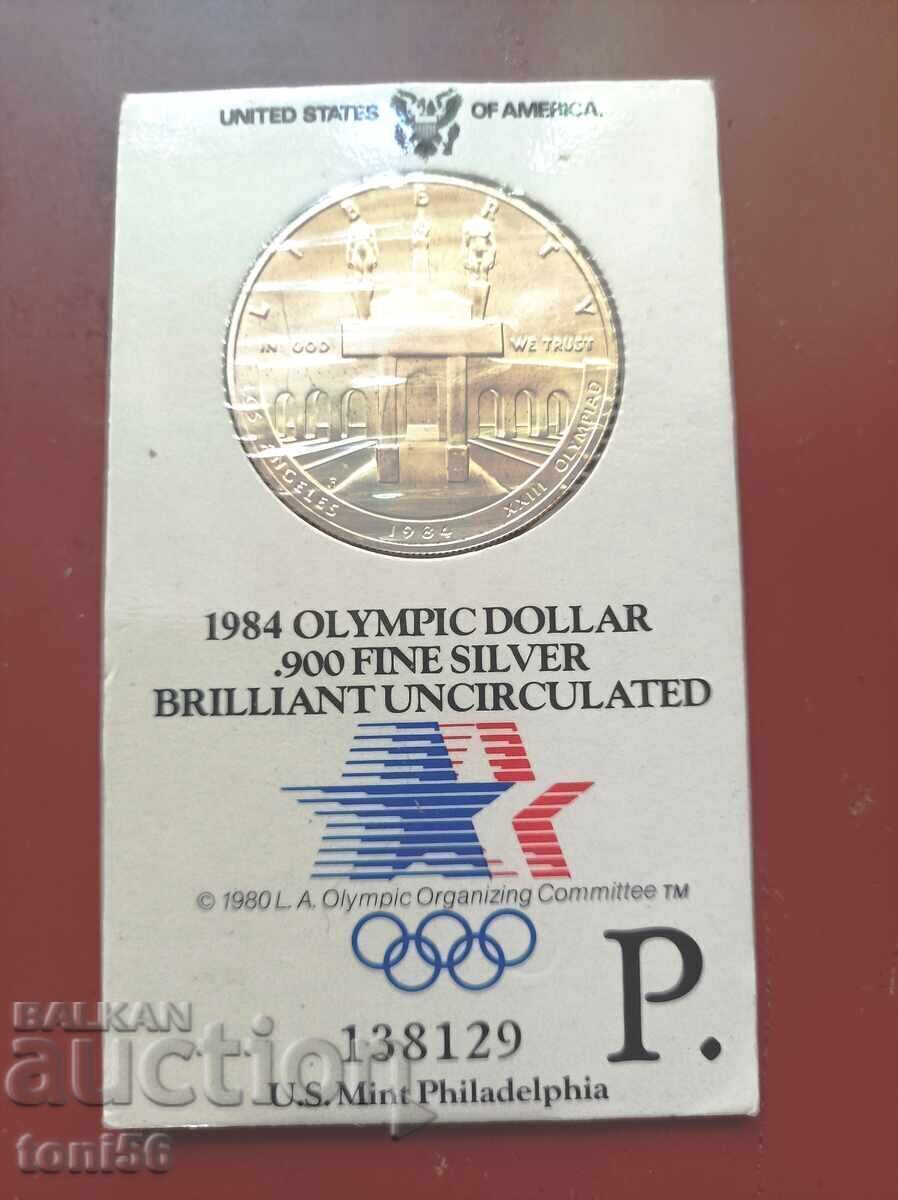 UNITED STATES OF AMERICA.
LIBERTY
IN GOD WE TRUST
LOS ANGELES XXIII OLYMPIAD
1984
1984 OLYMPIC DOLLAR
.900 FINE SILVER
BRILLIANT UNCIRCULATED
© 1980 L. A. Olympic Organizing Committee TM
P.
138129
U.S. Mint Philadelphia
BALKAN
auction
toni56